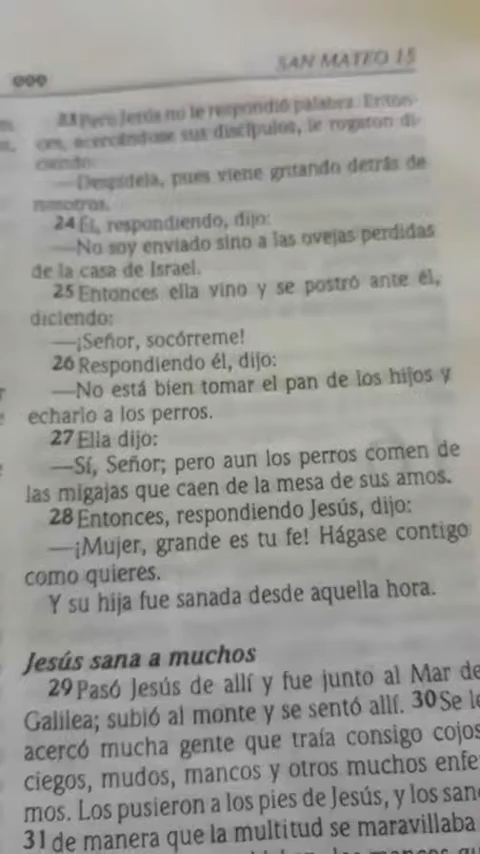 SAN MATEO 15
23 Pero Jesús no le respondió palabra. Enton-
ces, acercándose sus discípulos, le rogaron di-
ciendo:
—Despídela, pues viene gritando detrás de
nosotros.
24 Él, respondiendo, dijo:
—No soy enviado sino a las ovejas perdidas
de la casa de Israel.
25 Entonces ella vino y se postró ante él,
diciendo:
—¡Señor, socórreme!
26 Respondiendo él, dijo:
—No está bien tomar el pan de los hijos y
echarlo a los perros.
27 Ella dijo:
—Sí, Señor; pero aun los perros comen de
las migajas que caen de la mesa de sus amos.
28 Entonces, respondiendo Jesús, dijo:
—¡Mujer, grande es tu fe! Hágase contigo
como quieres.
Y su hija fue sanada desde aquella hora.
Jesús sana a muchos
29 Pasó Jesús de allí y fue junto al Mar de
Galilea; subió al monte y se sentó allí. 30 Se le
acercó mucha gente que traía consigo cojos
ciegos, mudos, mancos y otros muchos enfe
mos. Los pusieron a los pies de Jesús, y los san
31 de manera que la multitud se maravillaba